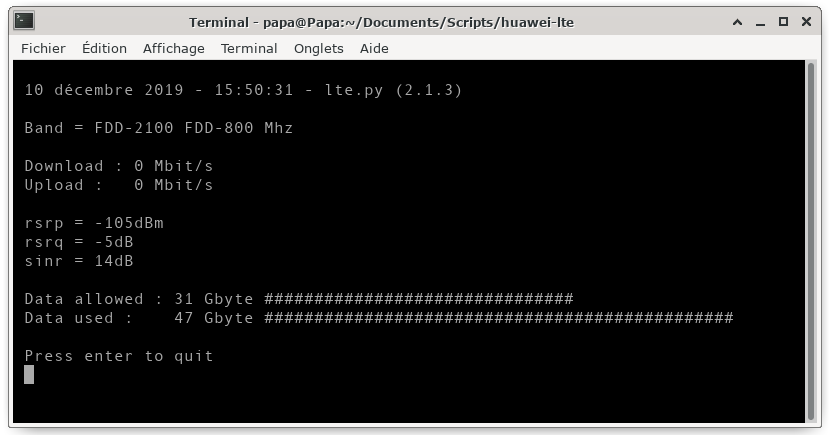 Terminal - papa@Papa:~/Documents/Scripts/huawei-lte
Fichier Édition Affichage Terminal Onglets Aide
10 décembre 2019 - 15:50:31 - lte.py (2.1.3)
Band = FDD-2100 FDD-800 Mhz
Download : 0 Mbit/s
Upload :   0 Mbit/s
rsrp = -105dBm
rsrq = -5dB
sinr = 14dB
Data allowed : 31 Gbyte ###############################
Data used :    47 Gbyte ###############################################
Press enter to quit